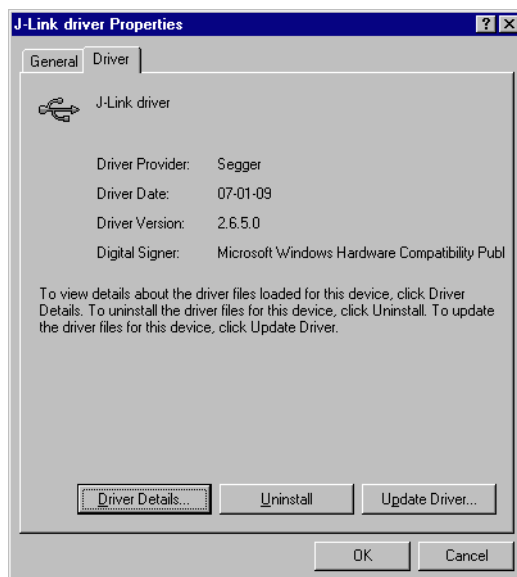 J-Link driver Properties
? X
General Driver
J-Link driver
Driver Provider: Segger
Driver Date: 07-01-09
Driver Version: 2.6.5.0
Digital Signer: Microsoft Windows Hardware Compatibility Publ
To view details about the driver files loaded for this device, click Driver
Details. To uninstall the driver files for this device, click Uninstall. To update
the driver files for this device, click Update Driver.
Driver Details... Uninstall Update Driver...
OK Cancel